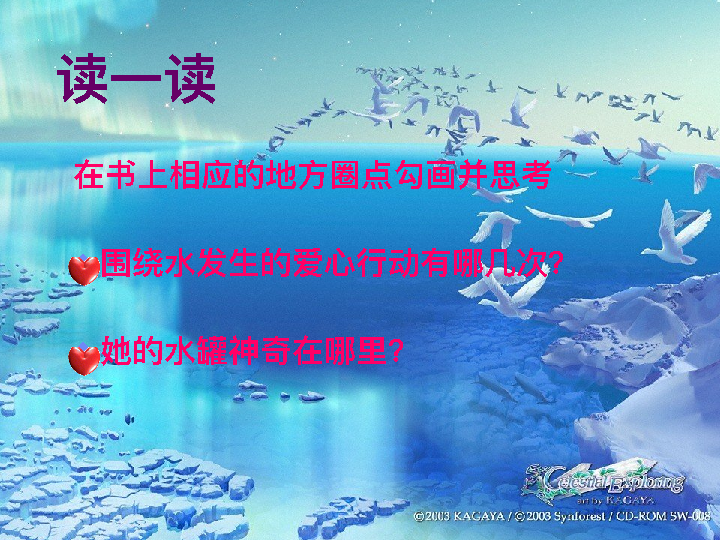 读一读
在书上相应的地方圈点勾画并思考
围绕水发生的爱心行动有哪几次?
她的水罐神奇在哪里?
Celestial Exploring
art by KAGAYA
©2003 KAGAYA / ©2003 Synforest / CD-ROM SW-008